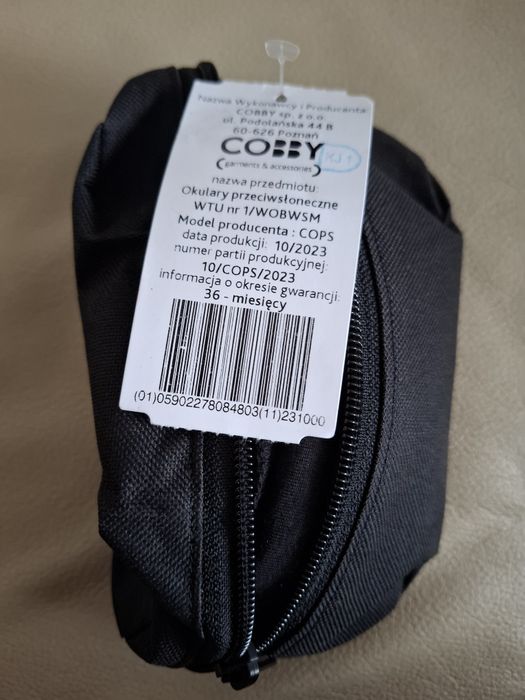 Nazwa Wykonawcy i Producenta:
COBBY sp. z o.o.
ul. Podolańska 44 B
60-626 Poznań
COBBY KJ 1
garments & accessories
nazwa przedmiotu:
Okulary przeciwsłoneczne
WTU nr 1/WOBWSM
Model producenta : COPS
data produkcji: 10/2023
numer partii produkcyjnej:
10/COPS/2023
informacja o okresie gwarancji:
36 - miesięcy
(01)05902278084803(11)231000